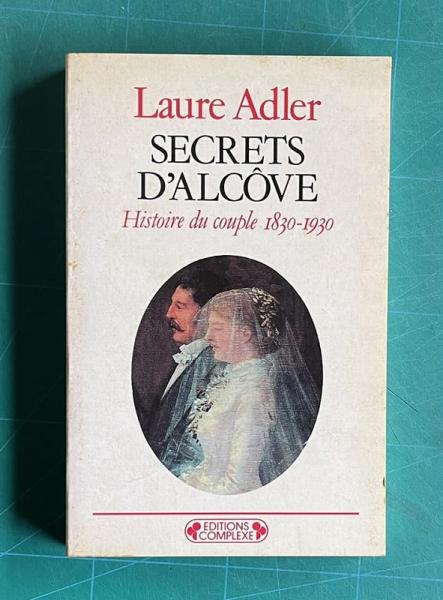 Laure Adler
SECRETS
D'ALCÔVE
Histoire du couple 1830-1930
EDITIONS
COMPLEXE